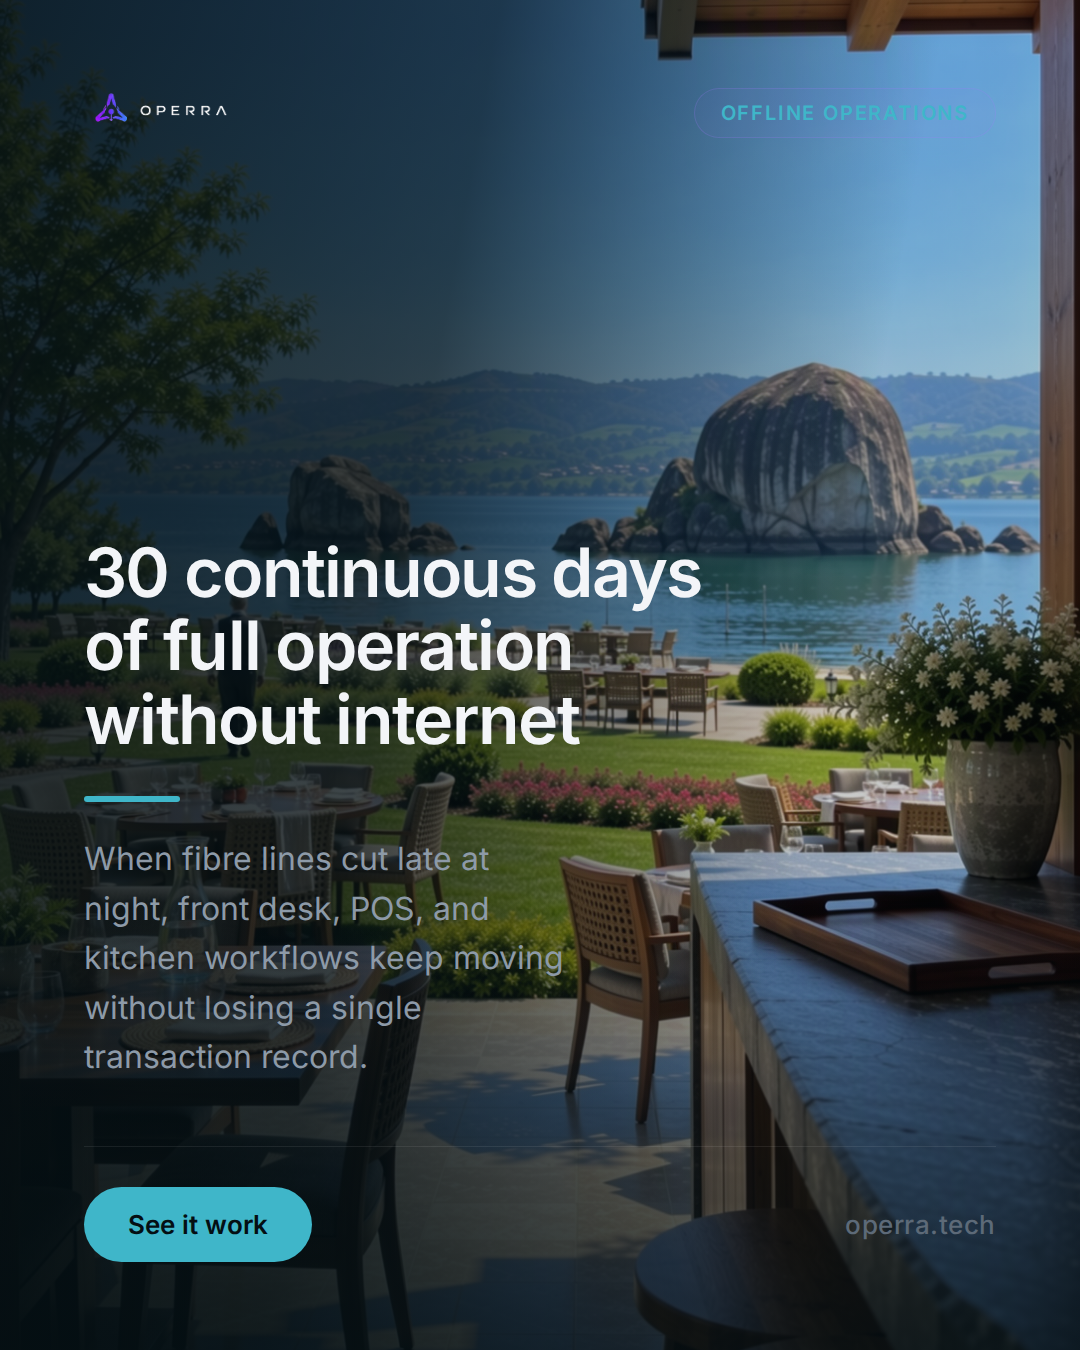 OPERRA
OFFLINE OPERATIONS
30 continuous days
of full operation
without internet
When fibre lines cut late at
night, front desk, POS, and
kitchen workflows keep moving
without losing a single
transaction record.
See it work
operra.tech